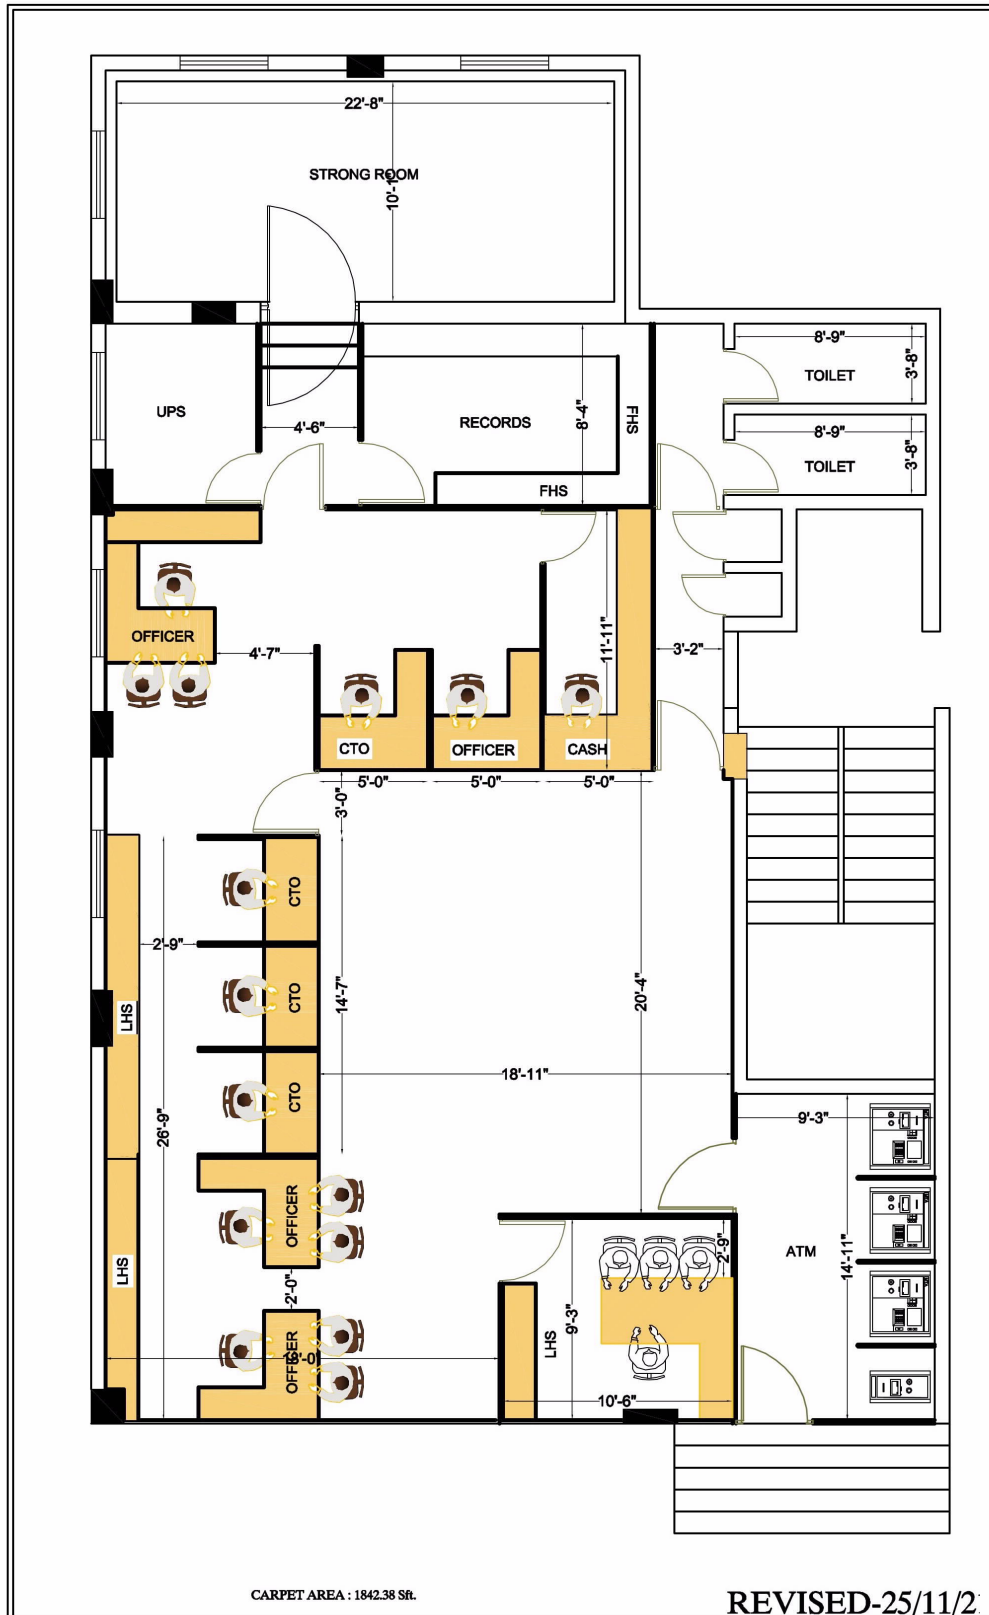 22'-8"
STRONG ROOM
10'-1"
8'-9"
TOILET
3'-8"
UPS
4'-6"
RECORDS
8'-4"
FHS
FHS
8'-9"
TOILET
3'-8"
OFFICER
4'-7"
11'-11"
3'-2"
CTO
OFFICER
CASH
5'-0"
5'-0"
5'-0"
3'-0"
CTO
2'-9"
CTO
LHS
14'-7"
20'-4"
18'-11"
CTO
26'-9"
9'-3"
OFFICER
LHS
2'-0"
2'-9"
ATM
14'-11"
OFFICER
LHS
9'-3"
10'-6"
CARPET AREA : 1842.38 Sft.
REVISED-25/11/2